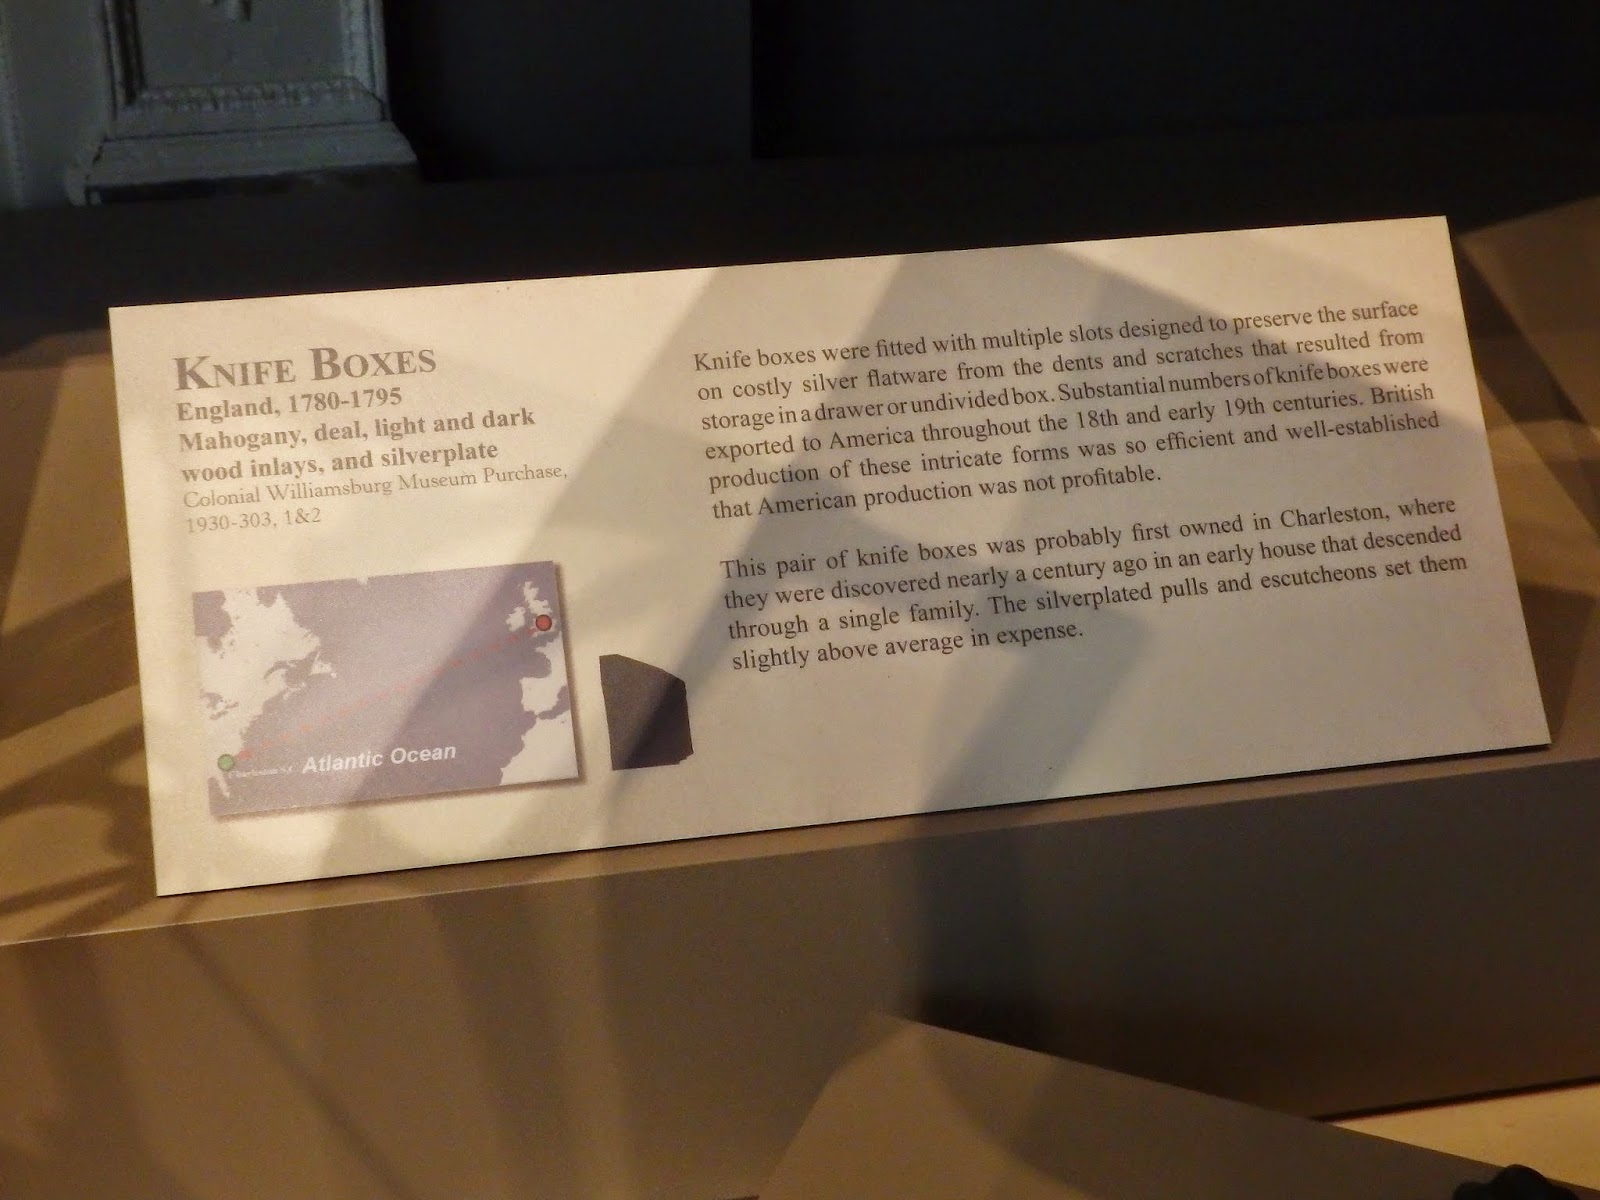 KNIFE BOXES
England, 1780-1795
Mahogany, deal, light and dark
wood inlays, and silverplate
Colonial Williamsburg Museum Purchase,
1930-303, 1&2
Atlantic Ocean
Knife boxes were fitted with multiple slots designed to preserve the surface
on costly silver flatware from the dents and scratches that resulted from
storage in a drawer or undivided box. Substantial numbers of knife boxes were
exported to America throughout the 18th and early 19th centuries. British
production of these intricate forms was so efficient and well-established
that American production was not profitable.
This pair of knife boxes was probably first owned in Charleston, where
they were discovered nearly a century ago in an early house that descended
through a single family. The silverplated pulls and escutcheons set them
slightly above average in expense.